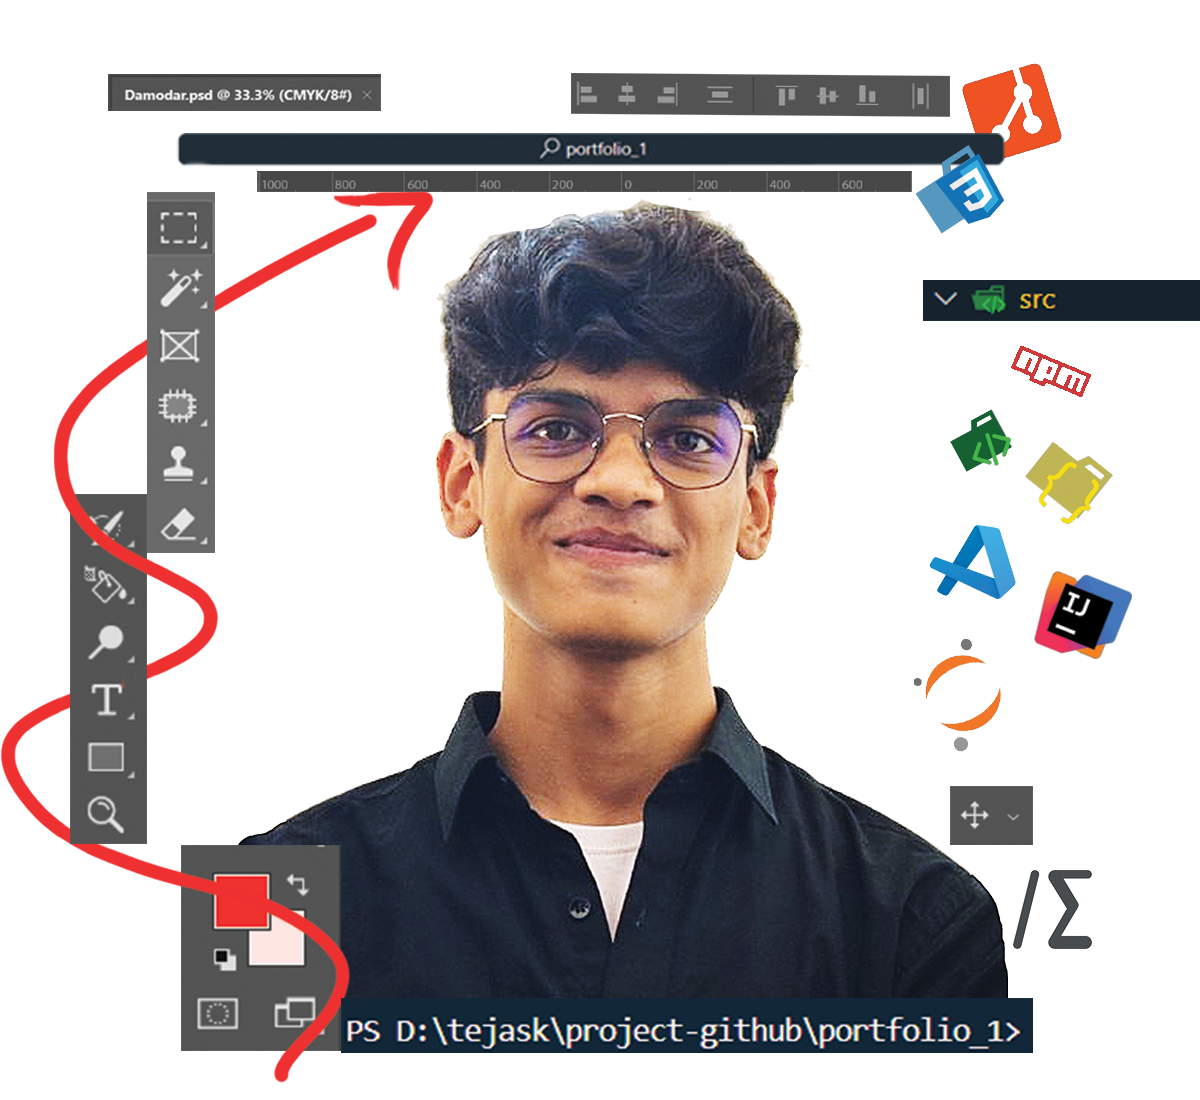 Damodar.psd @ 33.3% (CMYK/8#) ×
portfolio_1
1000 800 600 400 200 0 200 400 600
src
npm
3
</>
{}
IJ
T
/Σ
PS D:\tejask\project-github\portfolio_1>